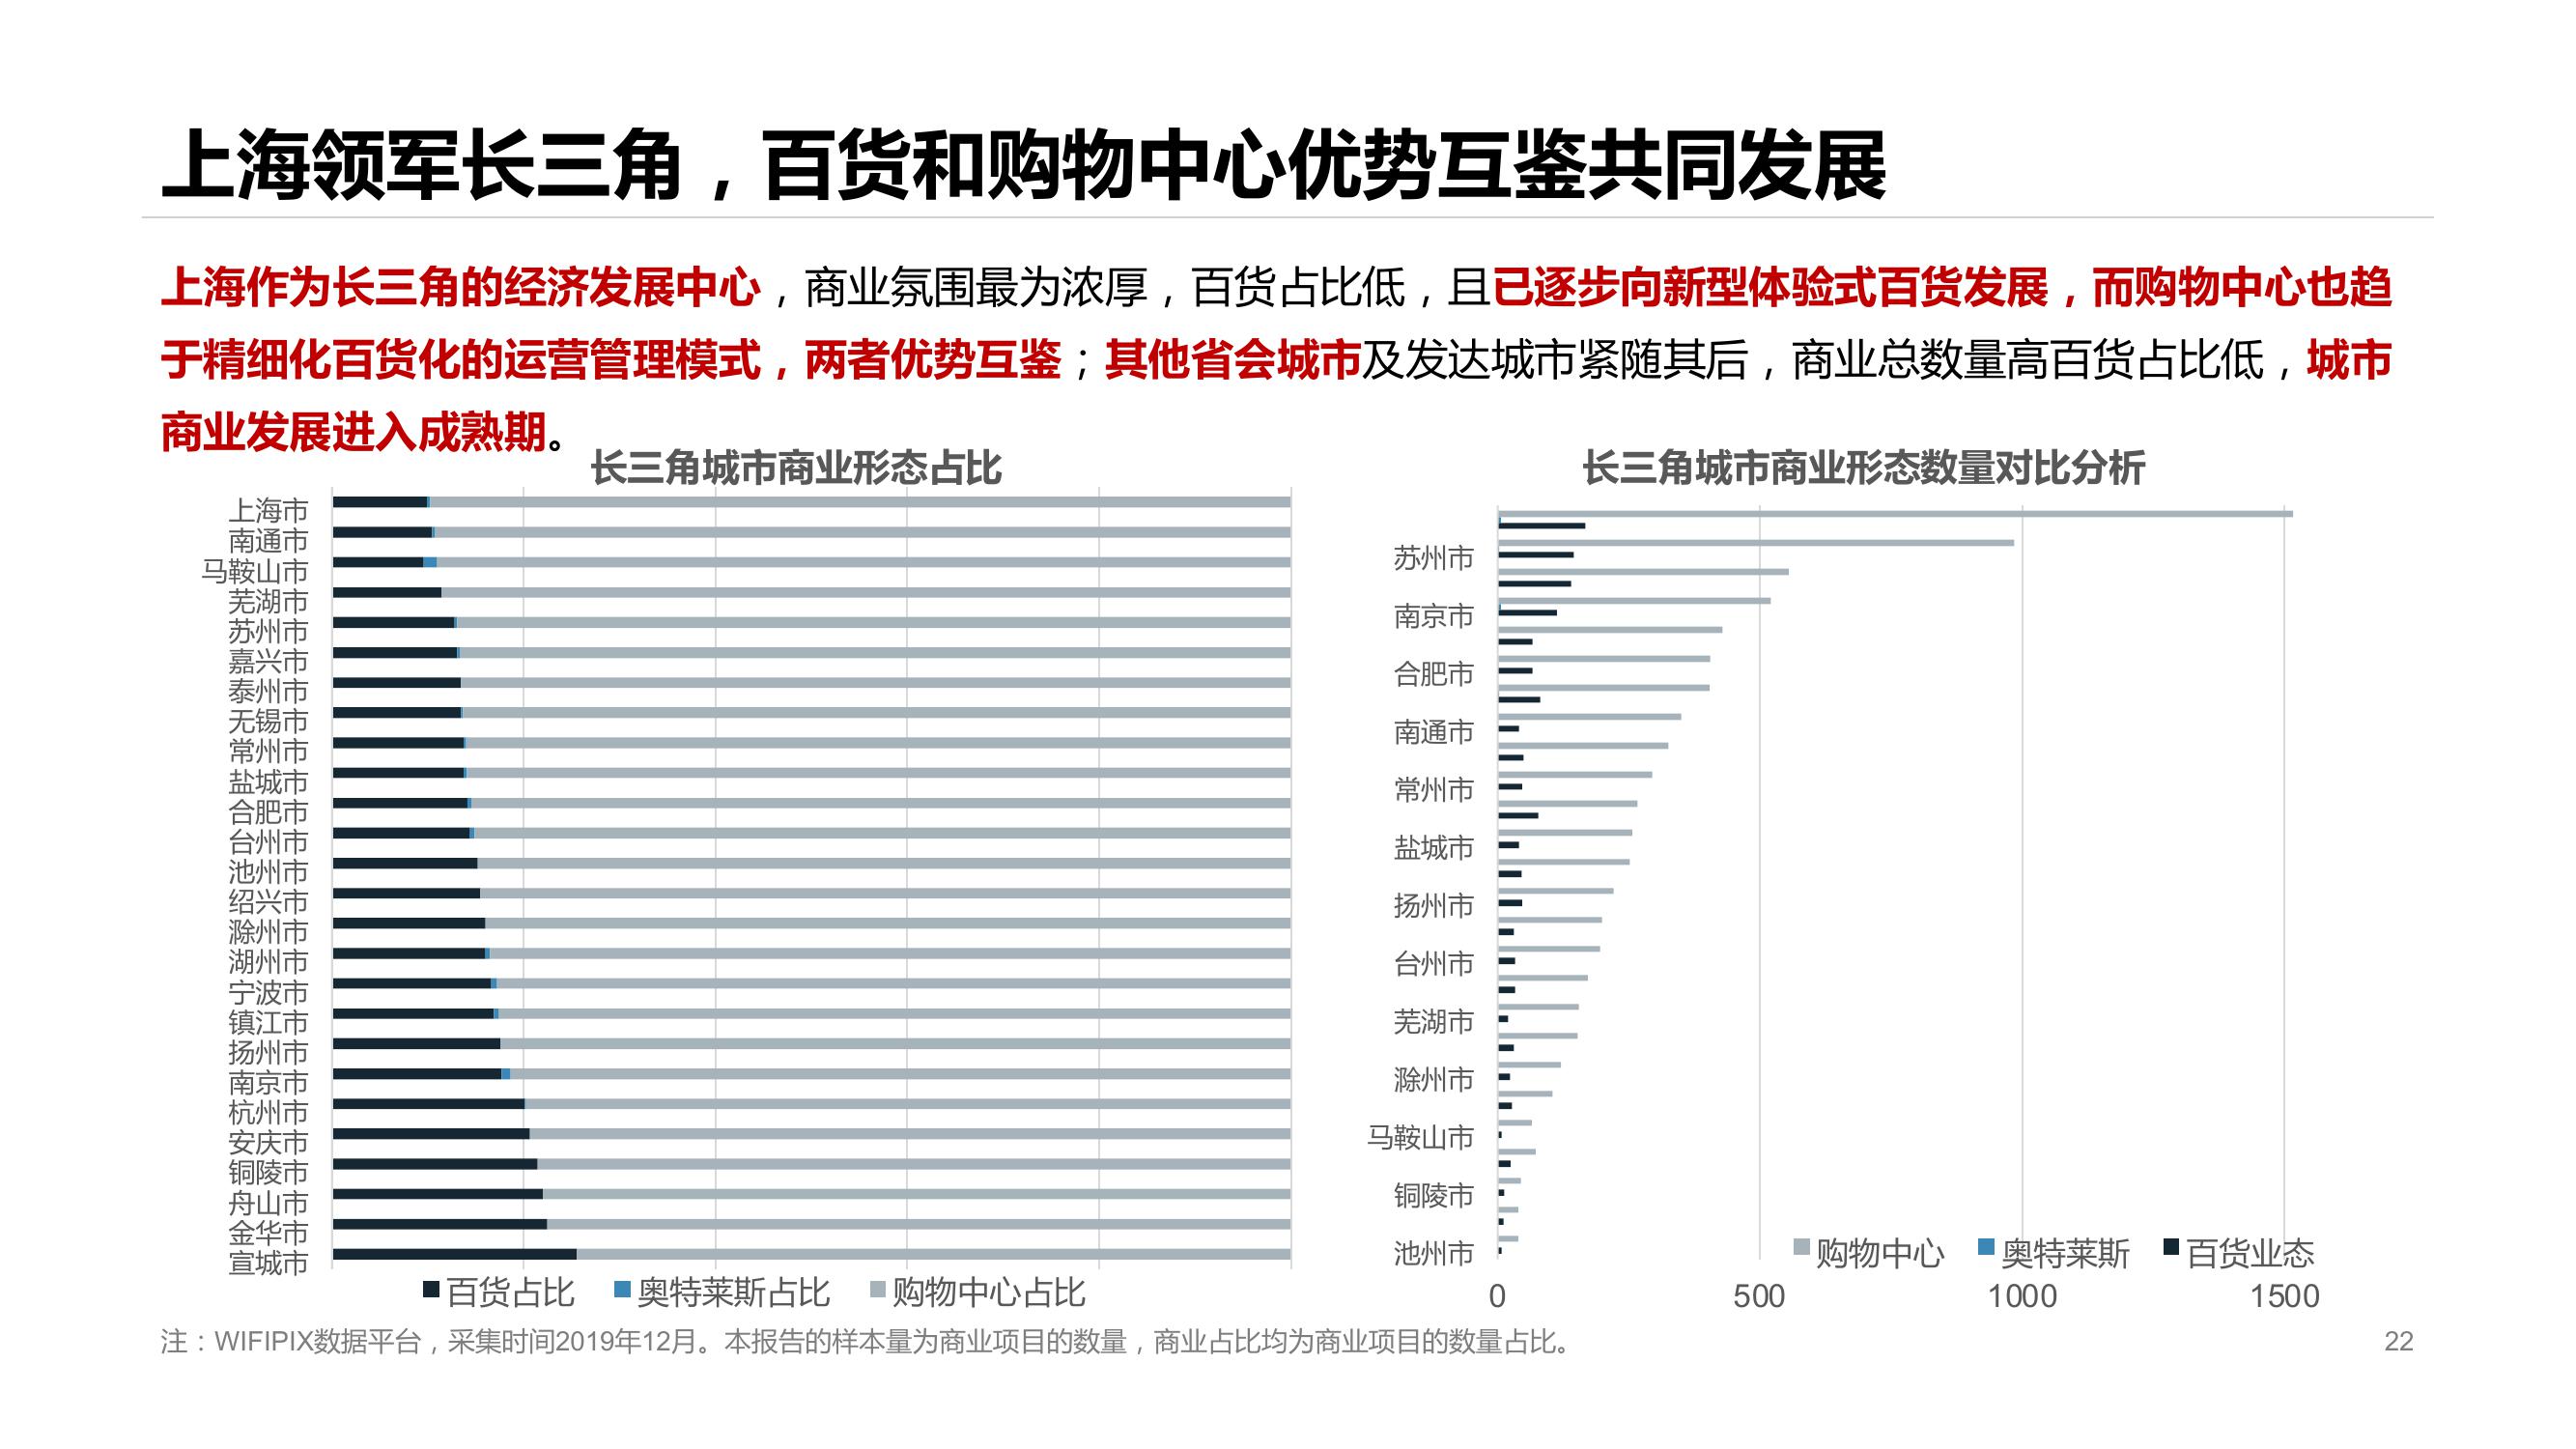 上海领军长三角，百货和购物中心优势互鉴共同发展
上海作为长三角的经济发展中心，商业氛围最为浓厚，百货占比低，且已逐步向新型体验式百货发展，而购物中心也趋
于精细化百货化的运营管理模式，两者优势互鉴；其他省会城市及发达城市紧随其后，商业总数量高百货占比低，城市
商业发展进入成熟期。
长三角城市商业形态占比
上海市
南通市
马鞍山市
芜湖市
苏州市
嘉兴市
泰州市
无锡市
常州市
盐城市
合肥市
台州市
池州市
绍兴市
滁州市
湖州市
宁波市
镇江市
扬州市
南京市
杭州市
安庆市
铜陵市
舟山市
金华市
宣城市
百货占比 奥特莱斯占比 购物中心占比
长三角城市商业形态数量对比分析
苏州市
南京市
合肥市
南通市
常州市
盐城市
扬州市
台州市
芜湖市
滁州市
马鞍山市
铜陵市
池州市
购物中心 奥特莱斯 百货业态
0 500 1000 1500
注：WIFIPIX数据平台，采集时间2019年12月。本报告的样本量为商业项目的数量，商业占比均为商业项目的数量占比。
22